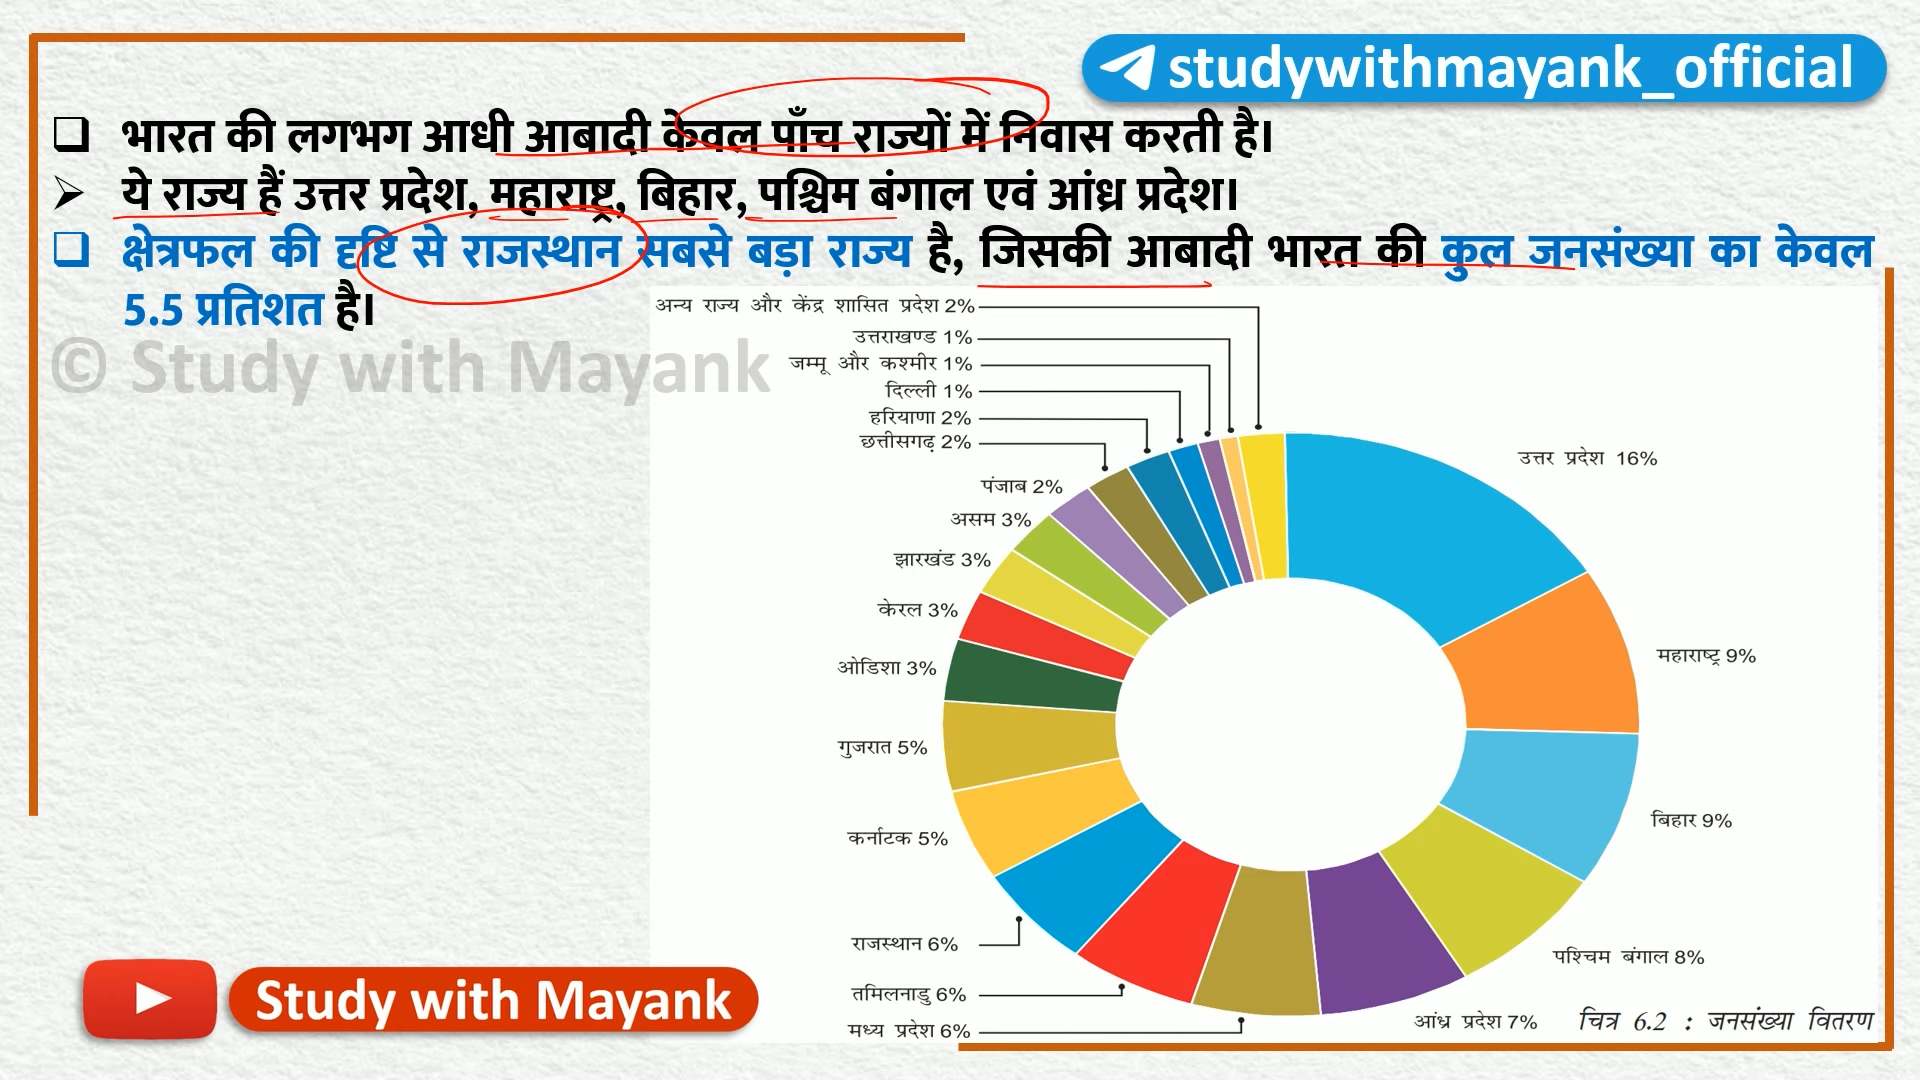 studywithmayank_official
भारत की लगभग आधी आबादी केवल पाँच राज्यों में निवास करती है।
ये राज्य हैं उत्तर प्रदेश, महाराष्ट्र, बिहार, पश्चिम बंगाल एवं आंध्र प्रदेश।
क्षेत्रफल की दृष्टि से राजस्थान सबसे बड़ा राज्य है, जिसकी आबादी भारत की कुल जनसंख्या का केवल
5.5 प्रतिशत है।
© Study with Mayank
अन्य राज्य और केंद्र शासित प्रदेश 2%
उत्तराखण्ड 1%
जम्मू और कश्मीर 1%
दिल्ली 1%
हरियाणा 2%
छत्तीसगढ़ 2%
पंजाब 2%
असम 3%
झारखंड 3%
केरल 3%
ओडिशा 3%
गुजरात 5%
कर्नाटक 5%
राजस्थान 6%
तमिलनाडु 6%
मध्य प्रदेश 6%
उत्तर प्रदेश 16%
महाराष्ट्र 9%
बिहार 9%
पश्चिम बंगाल 8%
आंध्र प्रदेश 7%
चित्र 6.2 : जनसंख्या वितरण
Study with Mayank